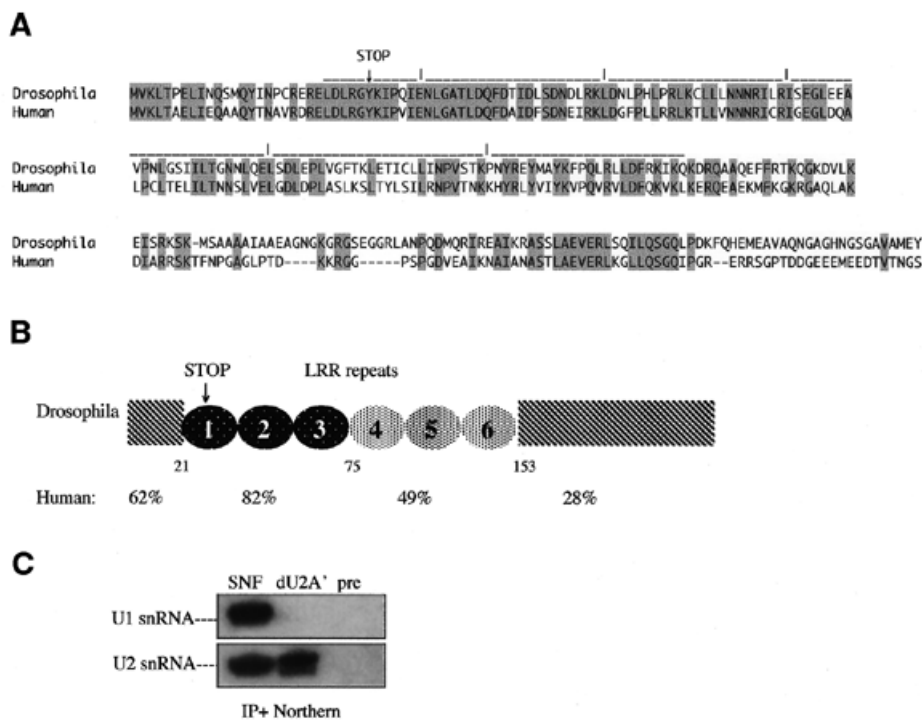 A
STOP
Drosophila MVKLTPELINQSMQYINPCRERELDLRGYKIPQIENLGATLDQFDTIDLSDNDLRKLDNLPHLPRLKCLLLNNNRILRISEGLEEA
Human MVKLTAELIEQAAQYTNAVRDRELDLRGYKIPVIENLGATLDQFDAIDFSDNEIRKLDGFPLLRRLKTLLVNNNRICRIGEGLDQA
Drosophila VPNLGSIILTGNNLQELSDLEPLVGFTKLETICLLINPVSTKPNYREYMAYKFPQLRLLDFRKIKQKDRQAAQEFFRTKQGKDVLK
Human LPCLTELILTNNSLVELGDLDPLASLKSLTYLSILRNPVTNKKHYRLYVIYKVPQVRVLDFQKVKLKERQEAEKMFKGKRGAQLAK
Drosophila EISRKSK-MSAAAAIAAEAGNGKGRGSEGGRLANPQDMQRIREAIKRASSLAEVERLSQILQSGQLPDKFQHEMEAVAQNGAGHNGSGAVAMEY
Human DIARRSKTFNPGAGLPTD----KKRGG-----PSPGDVEAIKNAIANASTLAEVERLKGLLQSGQIPGR--ERRSGPTDDGEEEMEEDTVTNGS
B
STOP LRR repeats
Drosophila 1 2 3 4 5 6
21 75 153
Human: 62% 82% 49% 28%
C
SNF dU2A' pre
U1 snRNA---
U2 snRNA---
IP+ Northern